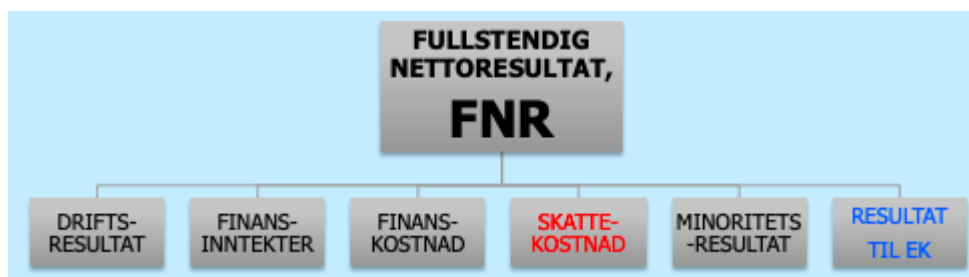 FULLSTENDIG
NETTORESULTAT,
FNR
DRIFTS-
RESULTAT
FINANS-
INNTEKTER
FINANS-
KOSTNAD
SKATTE-
KOSTNAD
MINORITETS
-RESULTAT
RESULTAT
TIL EK